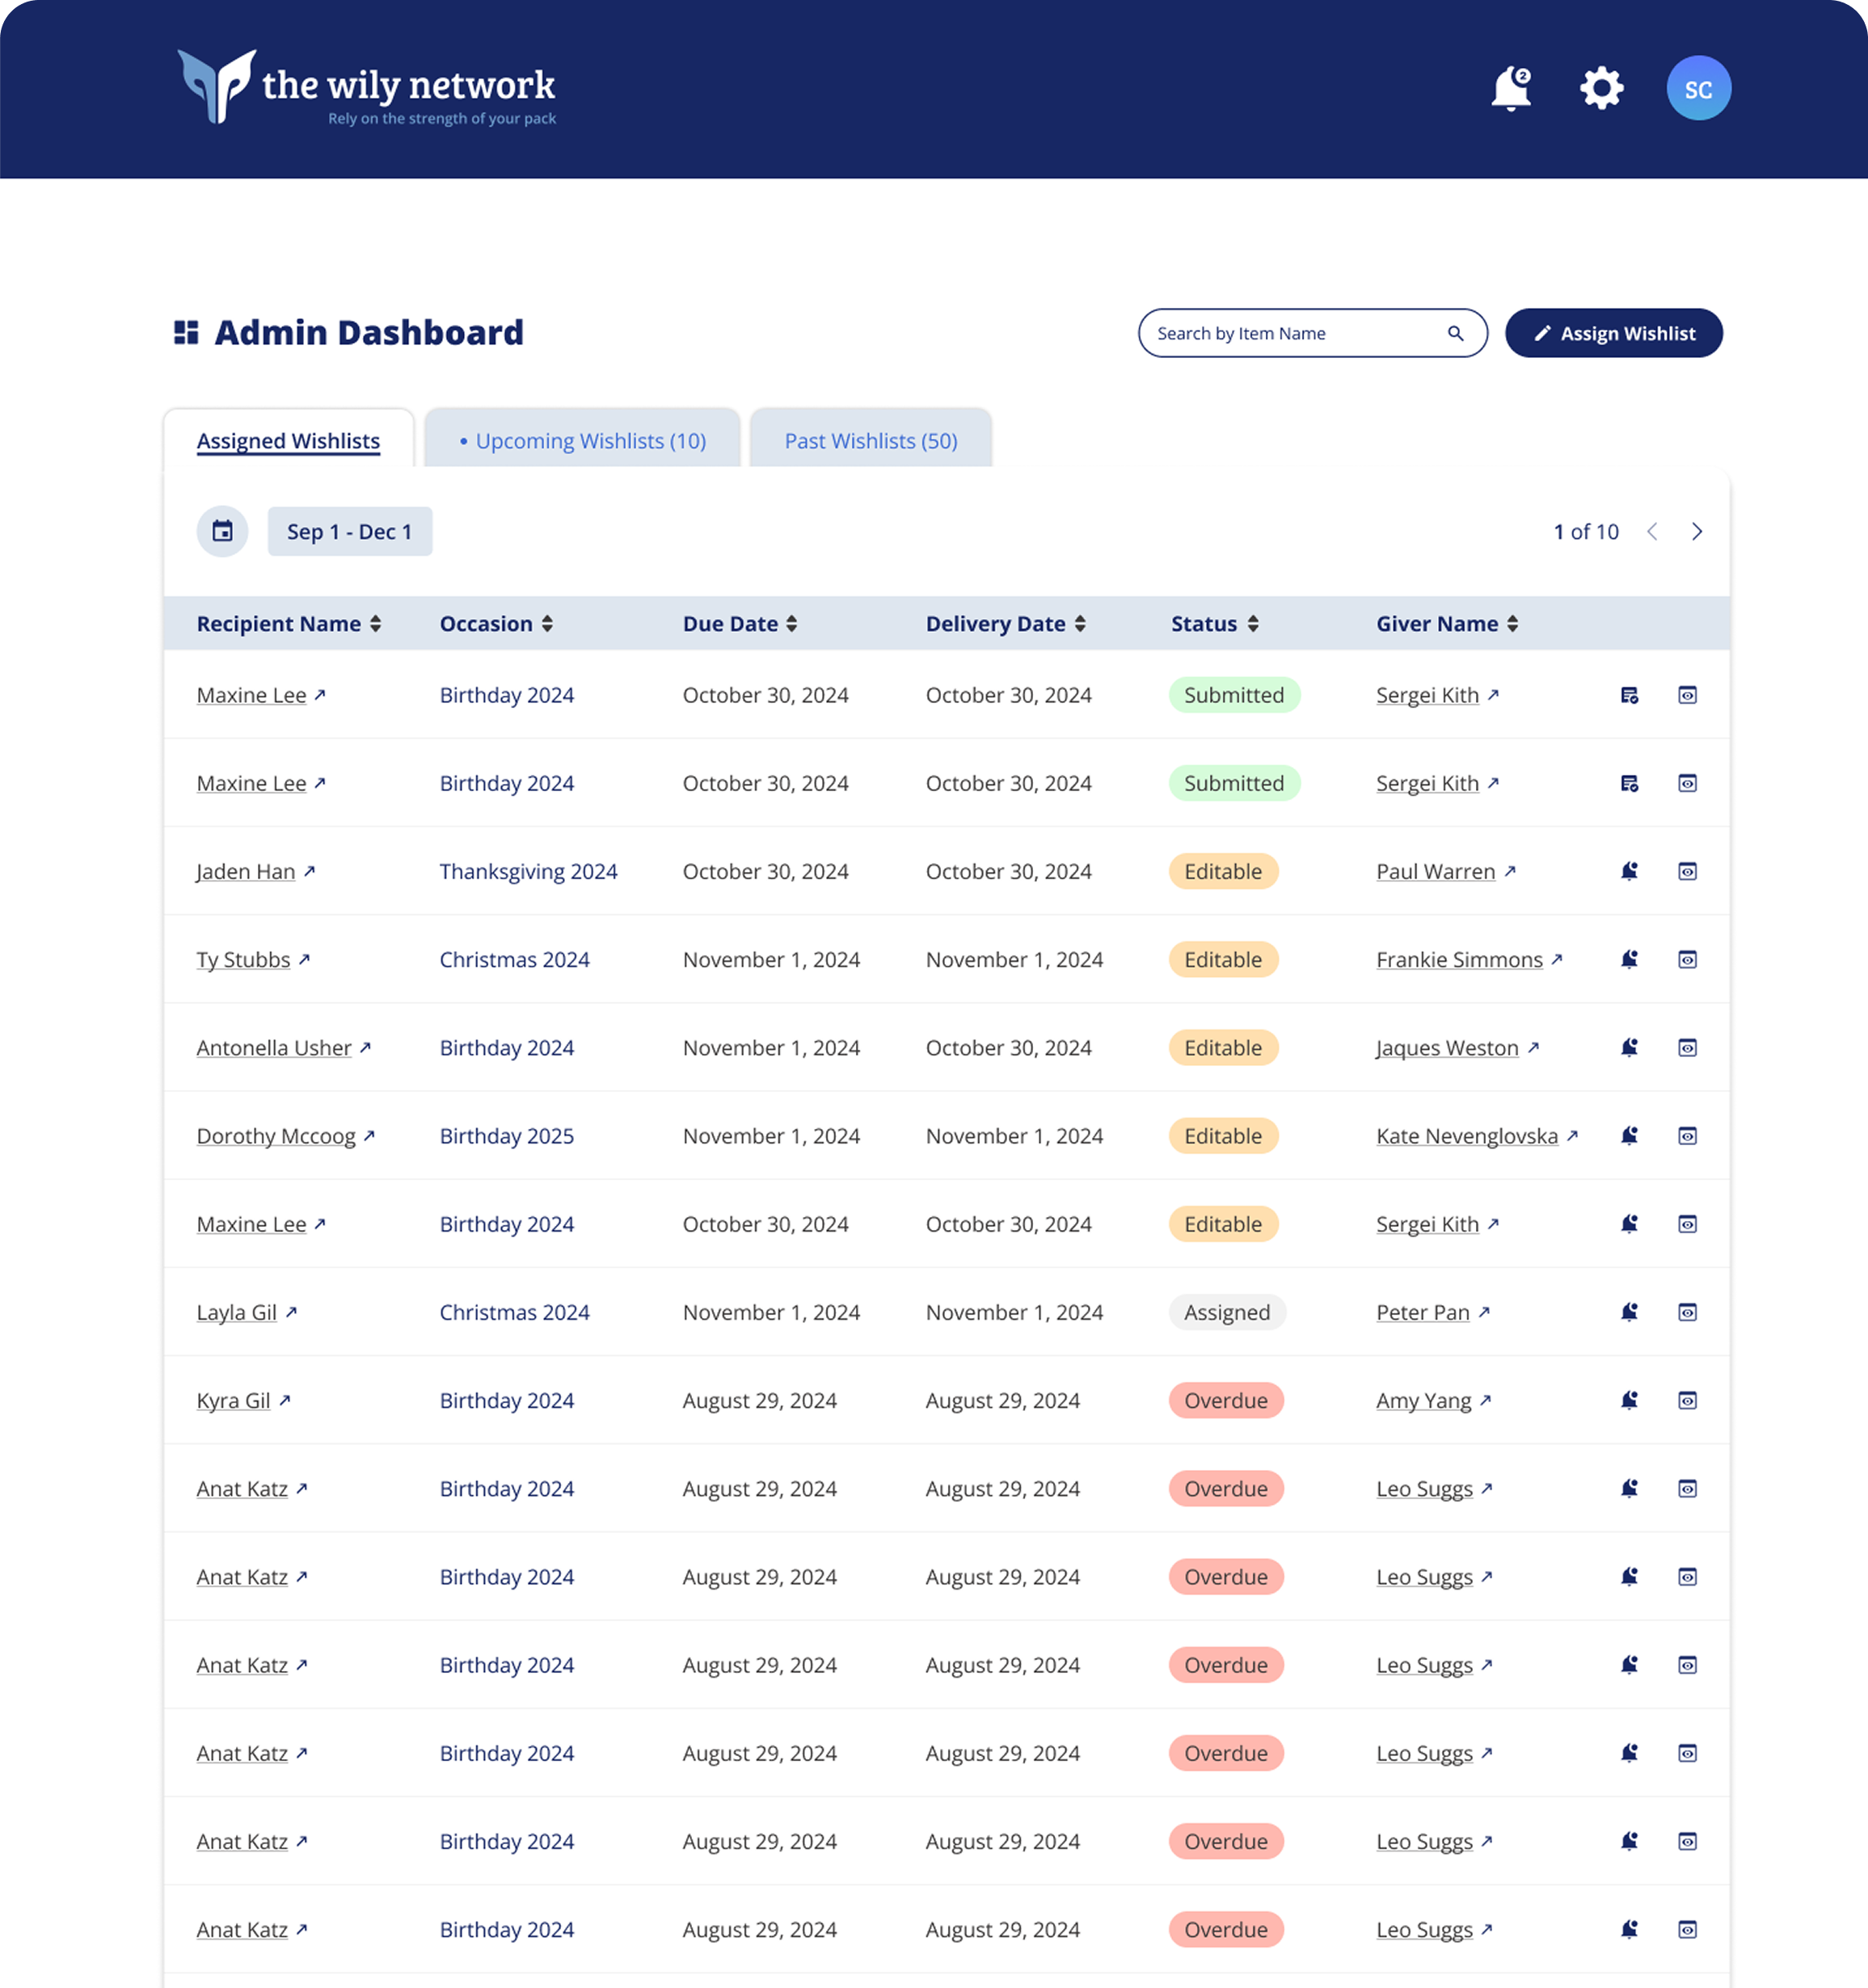 the wily network
Rely on the strength of your pack
2
SC
Admin Dashboard
Search by Item Name
Assign Wishlist
Assigned Wishlists
• Upcoming Wishlists (10)
Past Wishlists (50)
Sep 1 - Dec 1
1 of 10
Recipient Name Occasion Due Date Delivery Date Status Giver Name
Maxine Lee Birthday 2024 October 30, 2024 October 30, 2024 Submitted Sergei Kith
Maxine Lee Birthday 2024 October 30, 2024 October 30, 2024 Submitted Sergei Kith
Jaden Han Thanksgiving 2024 October 30, 2024 October 30, 2024 Editable Paul Warren
Ty Stubbs Christmas 2024 November 1, 2024 November 1, 2024 Editable Frankie Simmons
Antonella Usher Birthday 2024 November 1, 2024 October 30, 2024 Editable Jaques Weston
Dorothy Mccoog Birthday 2025 November 1, 2024 November 1, 2024 Editable Kate Nevenglovska
Maxine Lee Birthday 2024 October 30, 2024 October 30, 2024 Editable Sergei Kith
Layla Gil Christmas 2024 November 1, 2024 November 1, 2024 Assigned Peter Pan
Kyra Gil Birthday 2024 August 29, 2024 August 29, 2024 Overdue Amy Yang
Anat Katz Birthday 2024 August 29, 2024 August 29, 2024 Overdue Leo Suggs
Anat Katz Birthday 2024 August 29, 2024 August 29, 2024 Overdue Leo Suggs
Anat Katz Birthday 2024 August 29, 2024 August 29, 2024 Overdue Leo Suggs
Anat Katz Birthday 2024 August 29, 2024 August 29, 2024 Overdue Leo Suggs
Anat Katz Birthday 2024 August 29, 2024 August 29, 2024 Overdue Leo Suggs
Anat Katz Birthday 2024 August 29, 2024 August 29, 2024 Overdue Leo Suggs